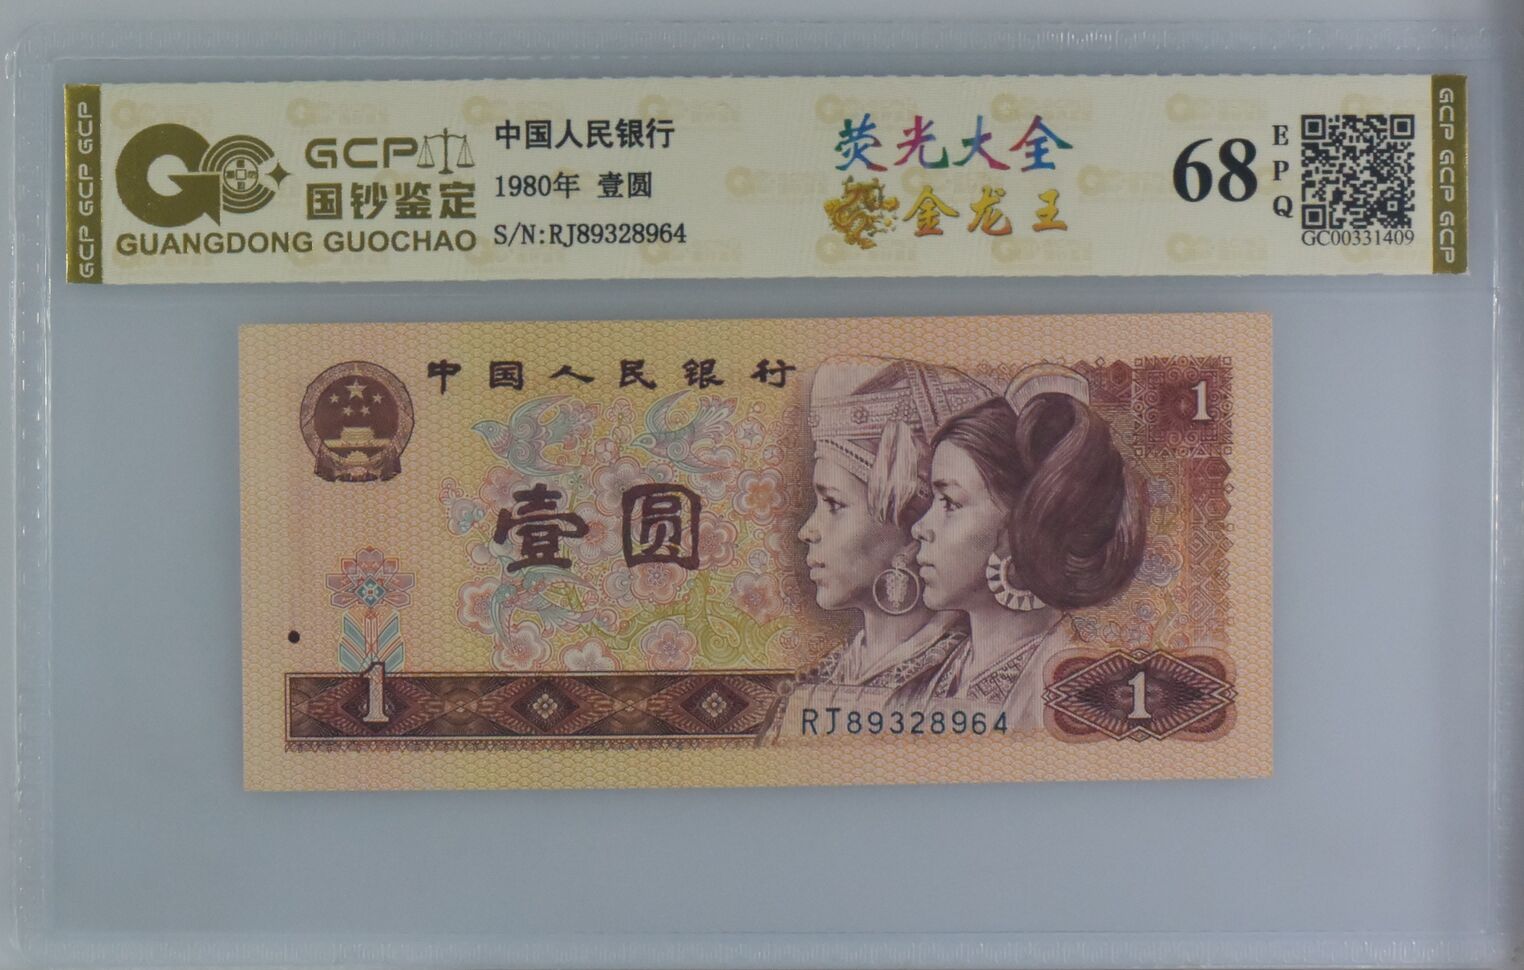 GCP GCP GCP
GCP
国钞鉴定
GUANGDONG GUOCHAO
中国人民银行
1980年 壹圆
S/N:RJ89328964
荧光大全
金龙王
68
EPQ
GC00331409
GCP GCP GCP
中国人民银行
1
壹圆
1
RJ89328964
1